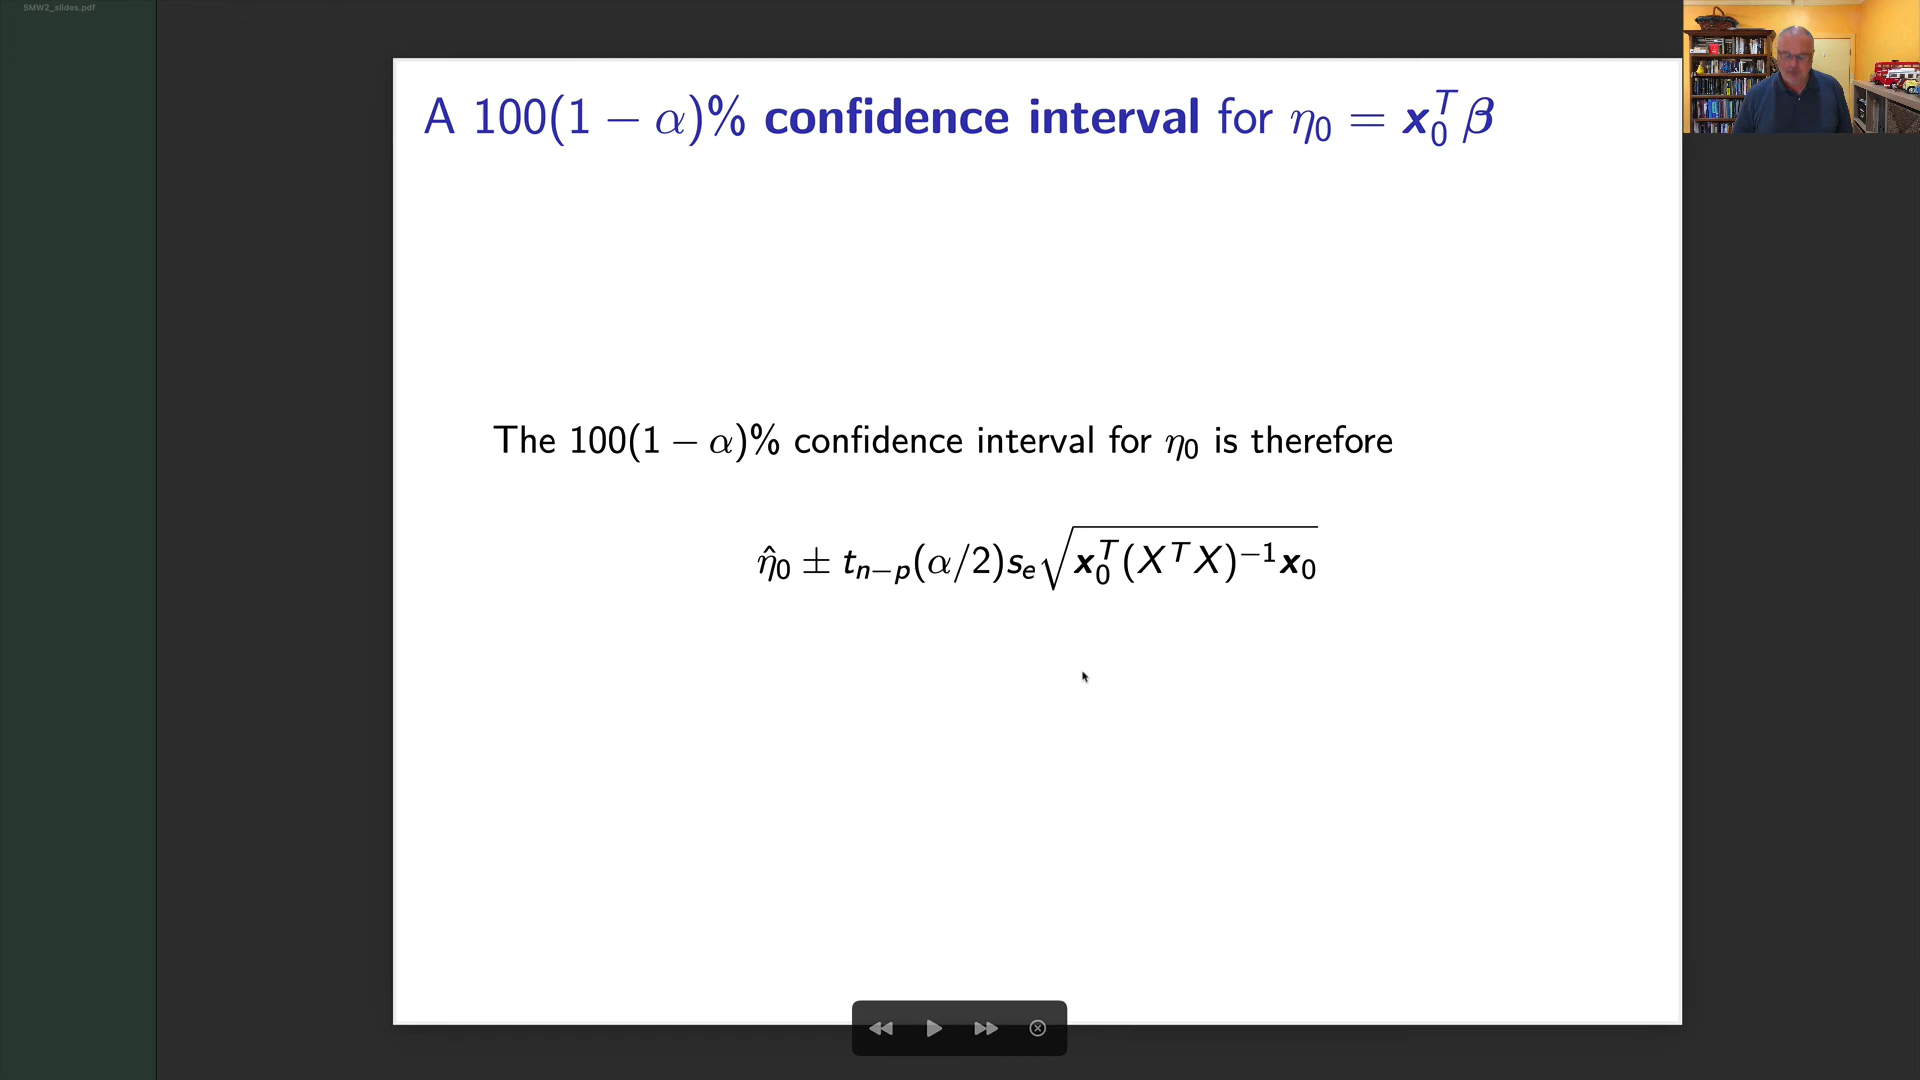 SMW2_slides.pdf
A 100(1 − α)% confidence interval for η₀ = x₀ᵀβ
The 100(1 − α)% confidence interval for η₀ is therefore
η̂₀ ± tₙ₋ₚ(α/2)sₑ√(x₀ᵀ(XᵀX)⁻¹x₀)